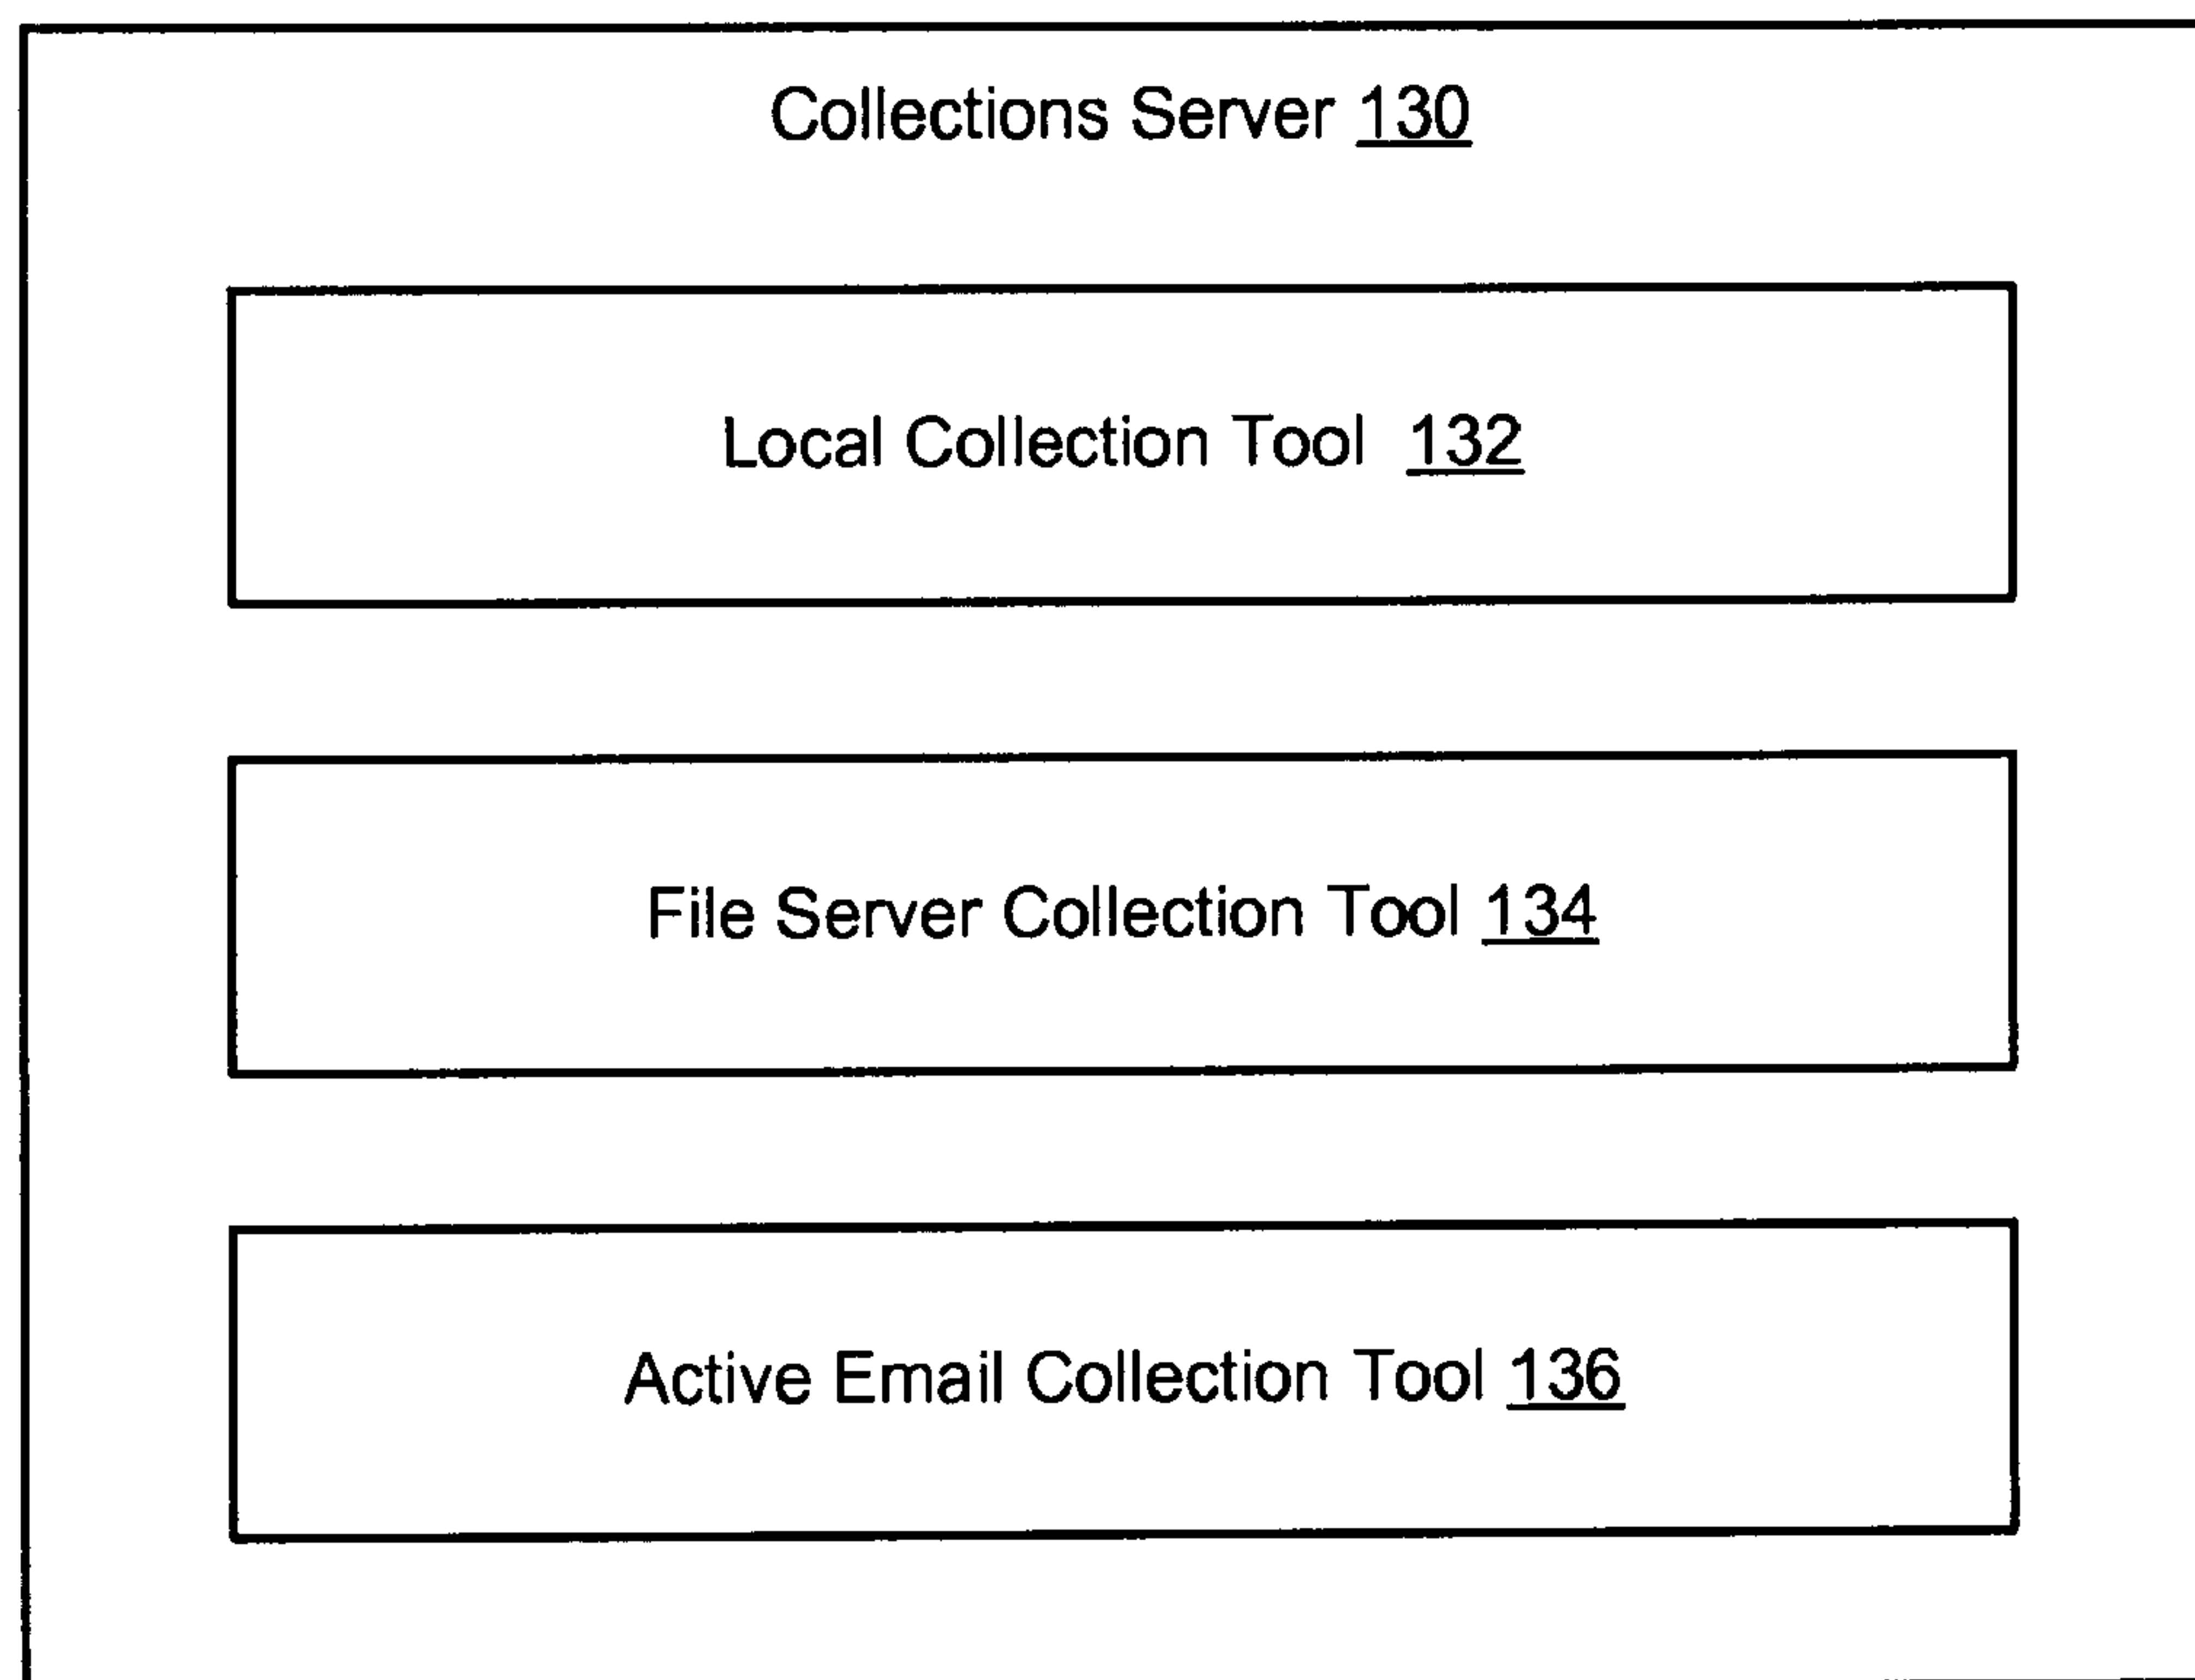 Collections Server 130
Local Collection Tool 132
File Server Collection Tool 134
Active Email Collection Tool 136